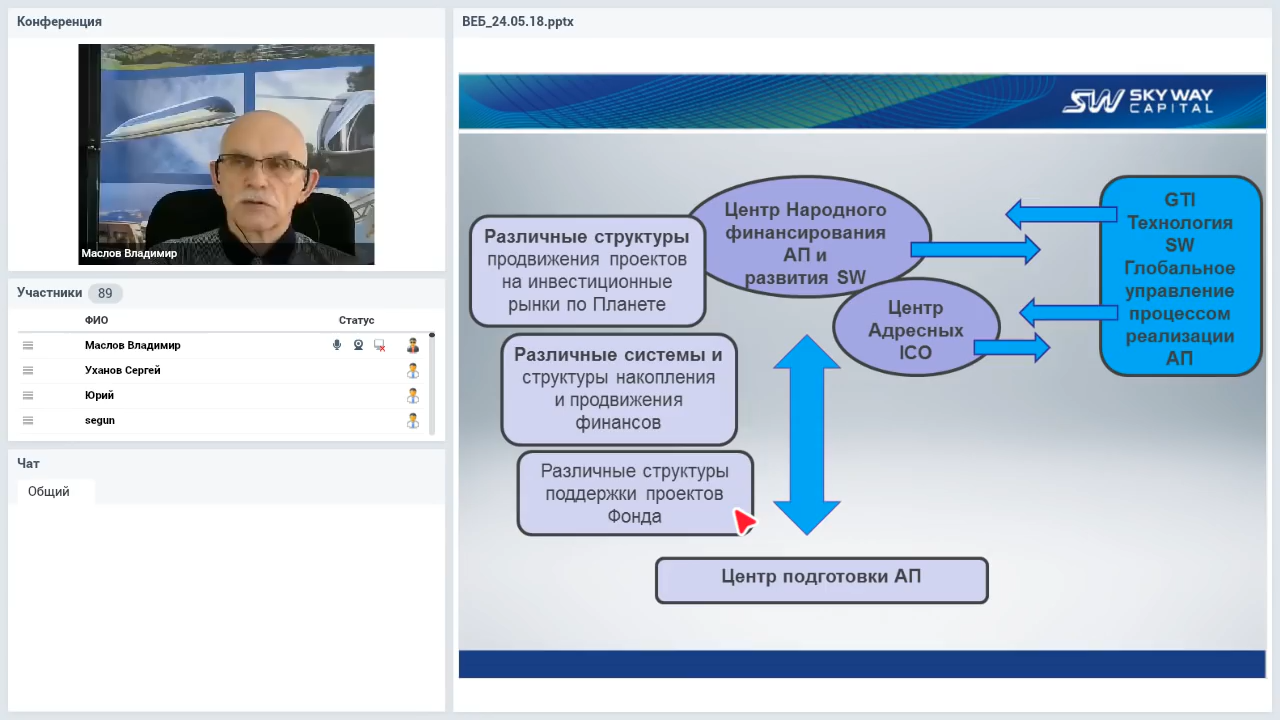 Конференция
Маслов Владимир
Участники 89
ФИО Статус
Маслов Владимир
Уханов Сергей
Юрий
segun
Чат
Общий
ВЕБ_24.05.18.pptx
SW SKY WAY
CAPITAL
Центр Народного
финансирования
АП и
развития SW
Различные структуры
продвижения проектов
на инвестиционные
рынки по Планете
Центр
Адресных
ICO
GTI
Технология
SW
Глобальное
управление
процессом
реализации
АП
Различные системы и
структуры накопления
и продвижения
финансов
Различные структуры
поддержки проектов
Фонда
Центр подготовки АП